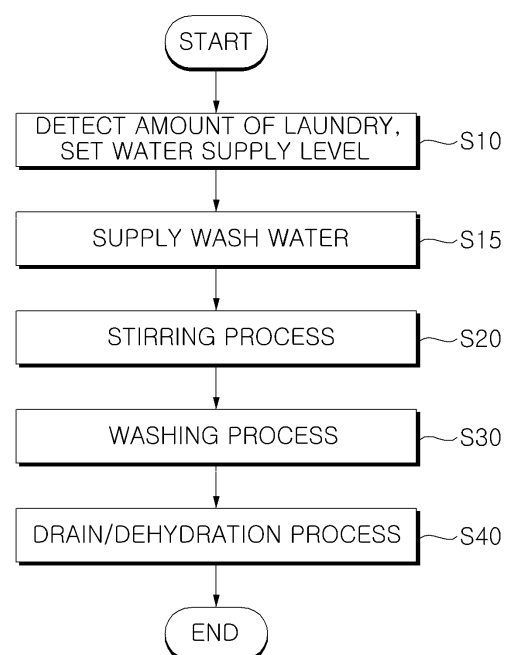 START
DETECT AMOUNT OF LAUNDRY,
SET WATER SUPPLY LEVEL
S10
SUPPLY WASH WATER
S15
STIRRING PROCESS
S20
WASHING PROCESS
S30
DRAIN/DEHYDRATION PROCESS
S40
END